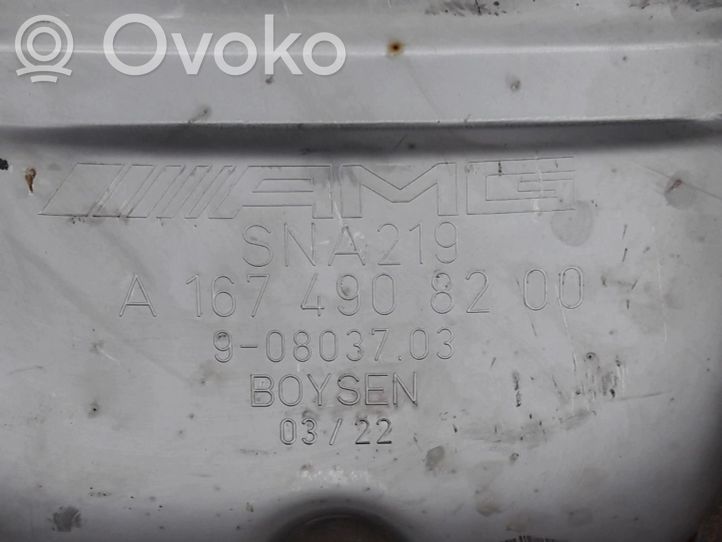 Ovoko
AMG
SNA219
A 167 490 82 00
9-08037.03
BOYSEN
03/22